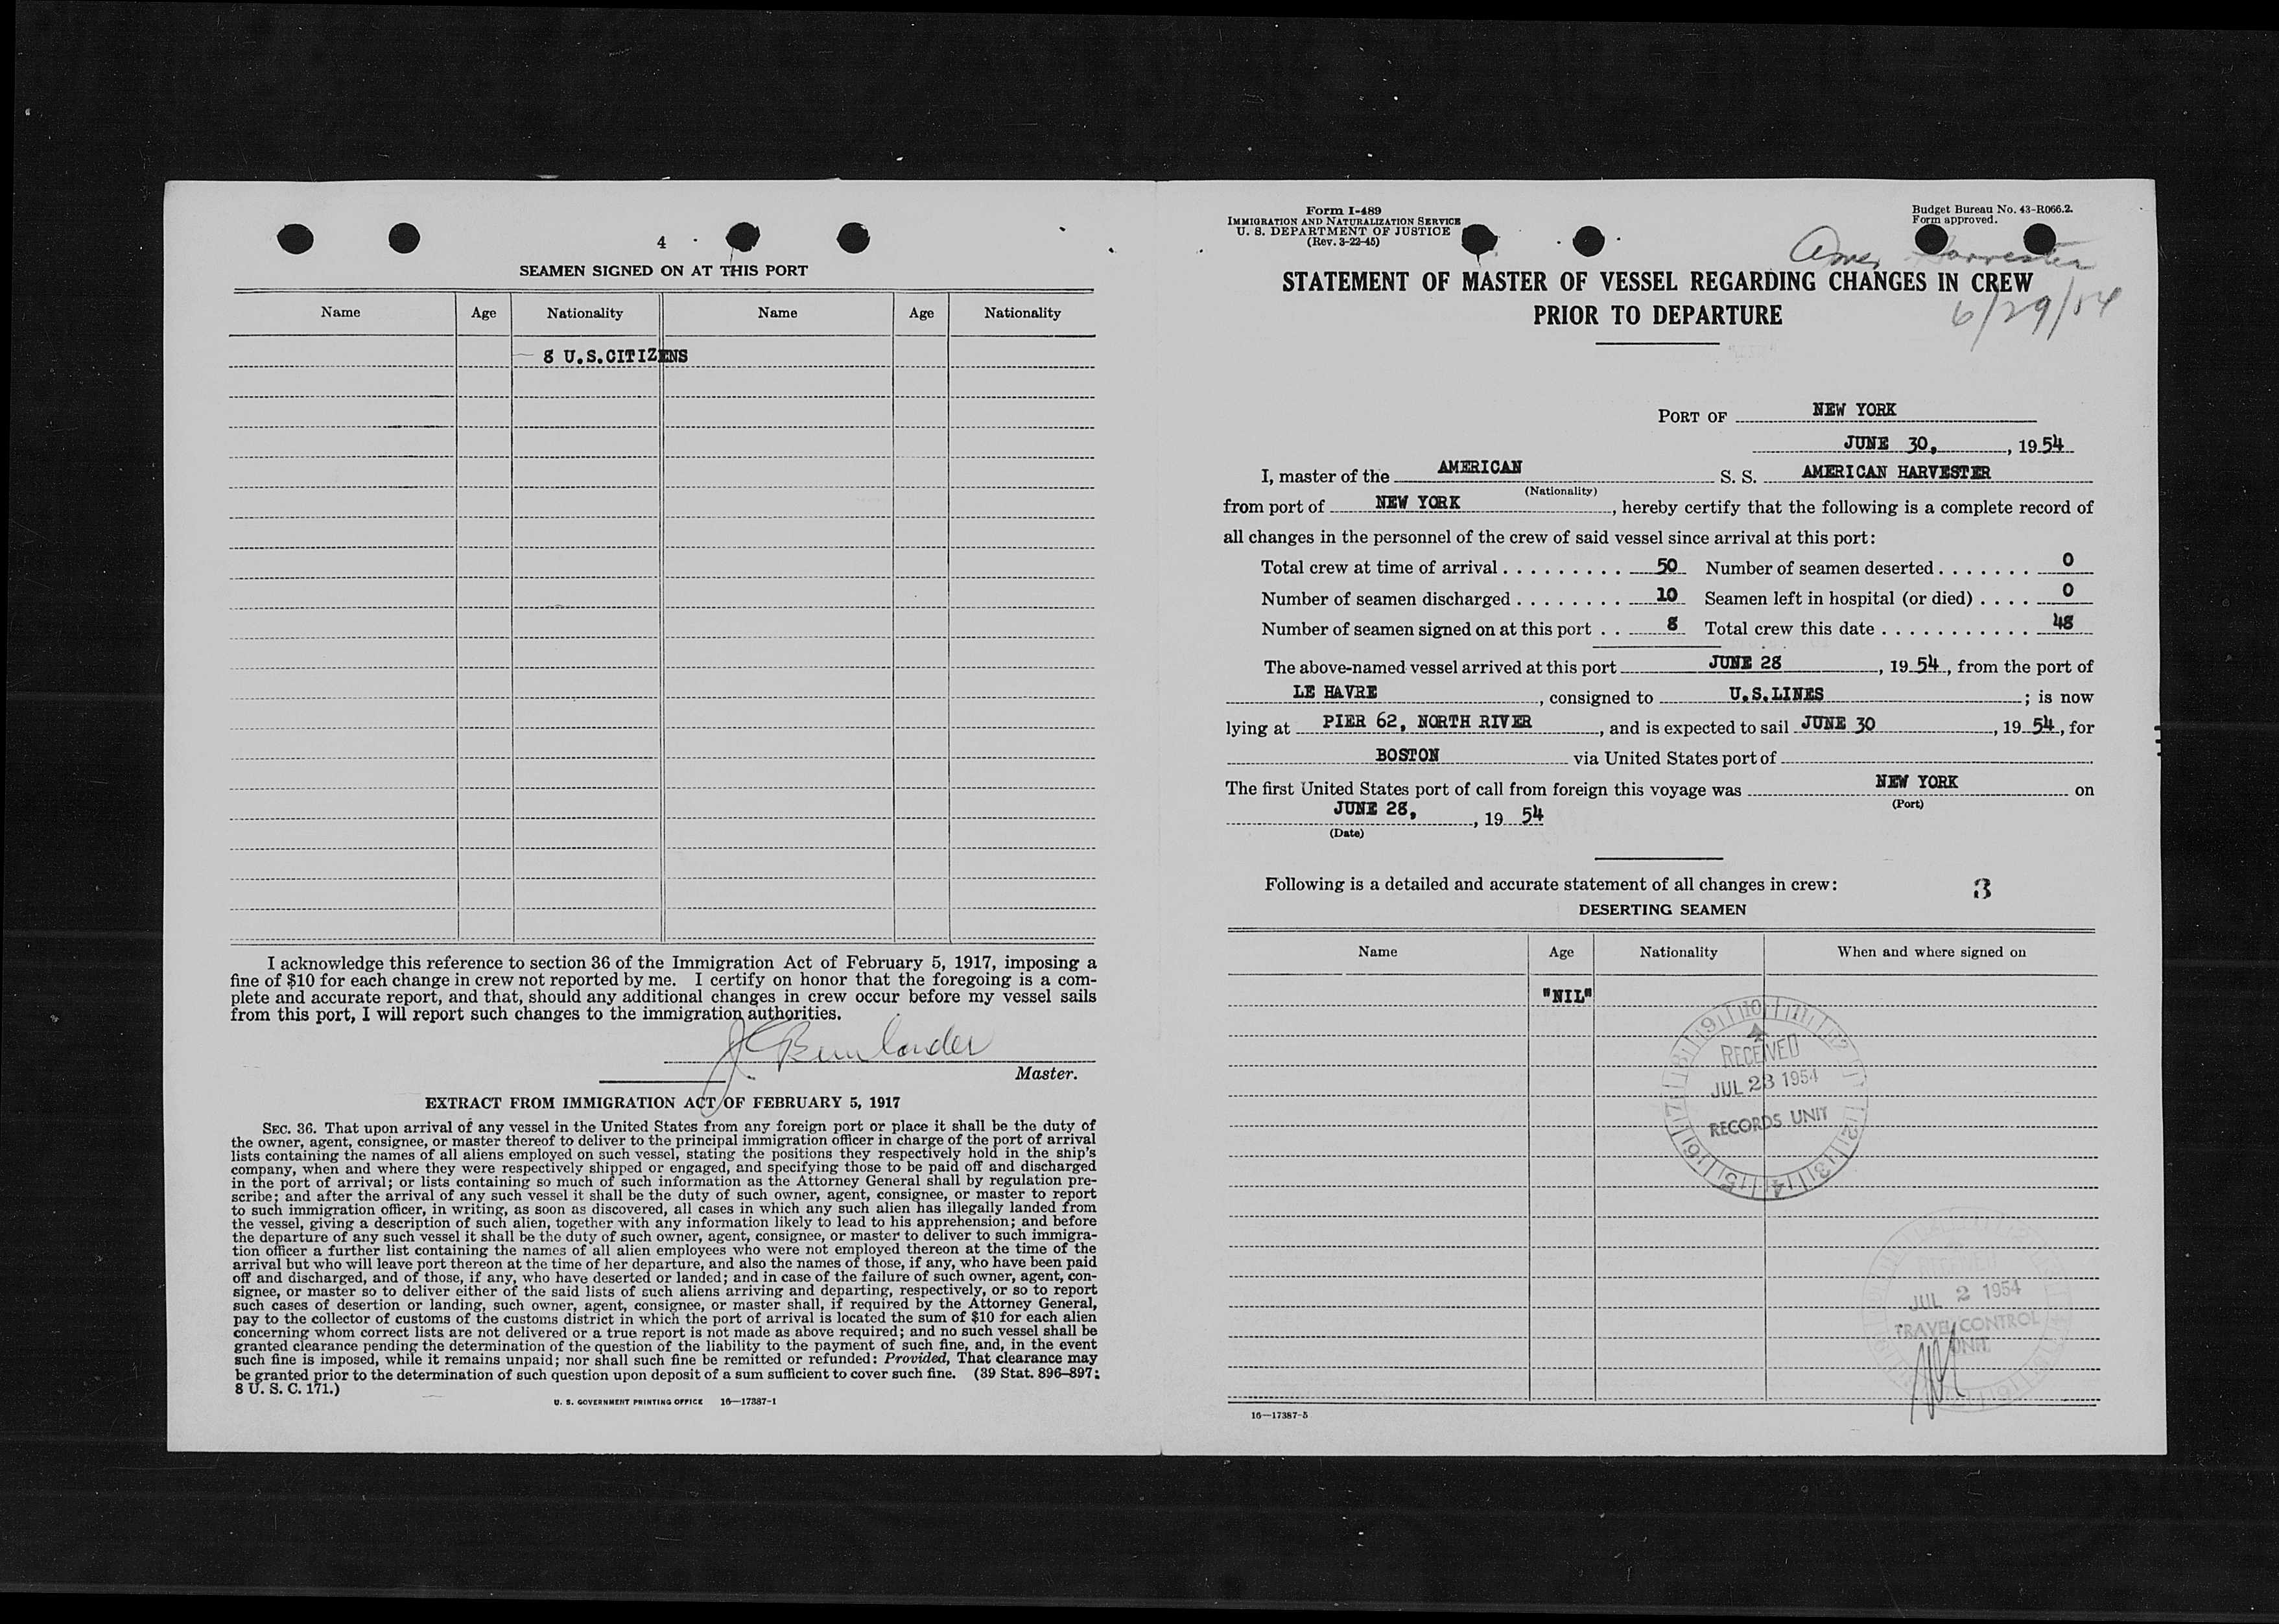 4
SEAMEN SIGNED ON AT THIS PORT
Name Age Nationality Name Age Nationality
8 U.S.CITIZENS
I acknowledge this reference to section 36 of the Immigration Act of February 5, 1917, imposing a
fine of $10 for each change in crew not reported by me. I certify on honor that the foregoing is a com-
plete and accurate report, and that, should any additional changes in crew occur before my vessel sails
from this port, I will report such changes to the immigration authorities.
Master.
EXTRACT FROM IMMIGRATION ACT OF FEBRUARY 5, 1917
SEC. 36. That upon arrival of any vessel in the United States from any foreign port or place it shall be the duty of
the owner, agent, consignee, or master thereof to deliver to the principal immigration officer in charge of the port of arrival
lists containing the names of all aliens employed on such vessel, stating the positions they respectively hold in the ship's
company, when and where they were respectively shipped or engaged, and specifying those to be paid off and discharged
in the port of arrival; or lists containing so much of such information as the Attorney General shall by regulation pre-
scribe; and after the arrival of any such vessel it shall be the duty of such owner, agent, consignee, or master to report
to such immigration officer, in writing, as soon as discovered, all cases in which any such alien has illegally landed from
the vessel, giving a description of such alien, together with any information likely to lead to his apprehension; and before
the departure of any such vessel it shall be the duty of such owner, agent, consignee, or master to deliver to such immigra-
tion officer a further list containing the names of all alien employees who were not employed thereon at the time of the
arrival but who will leave port thereon at the time of her departure, and also the names of those, if any, who have been paid
off and discharged, and of those, if any, who have deserted or landed; and in case of the failure of such owner, agent, con-
signee, or master so to deliver either of the said lists of such aliens arriving and departing, respectively, or so to report
such cases of desertion or landing, such owner, agent, consignee, or master shall, if required by the Attorney General,
pay to the collector of customs of the customs district in which the port of arrival is located the sum of $10 for each alien
concerning whom correct lists are not delivered or a true report is not made as above required; and no such vessel shall be
granted clearance pending the determination of the question of the liability to the payment of such fine, and, in the event
such fine is imposed, while it remains unpaid; nor shall such fine be remitted or refunded: Provided, That clearance may
be granted prior to the determination of such question upon deposit of a sum sufficient to cover such fine. (39 Stat. 896–897;
8 U. S. C. 171.)
U. S. GOVERNMENT PRINTING OFFICE 16—17387-1
Form I-489
IMMIGRATION AND NATURALIZATION SERVICE
U. S. DEPARTMENT OF JUSTICE
(Rev. 3-22-45)
Budget Bureau No. 43-R066.2.
Form approved.
Amer Harvester
STATEMENT OF MASTER OF VESSEL REGARDING CHANGES IN CREW
PRIOR TO DEPARTURE
6/29/54
PORT OF NEW YORK
JUNE 30, , 19 54
I, master of the AMERICAN S. S. AMERICAN HARVESTER
(Nationality)
from port of NEW YORK , hereby certify that the following is a complete record of
all changes in the personnel of the crew of said vessel since arrival at this port:
Total crew at time of arrival . . . . . . . . . 50 Number of seamen deserted . . . . . . . 0
Number of seamen discharged . . . . . . . . 10 Seamen left in hospital (or died) . . . . 0
Number of seamen signed on at this port . . 8 Total crew this date . . . . . . . . . . . 48
The above-named vessel arrived at this port JUNE 28 , 19 54 , from the port of
LE HAVRE , consigned to U.S.LINES ; is now
lying at PIER 62, NORTH RIVER , and is expected to sail JUNE 30 , 19 54 , for
BOSTON via United States port of
The first United States port of call from foreign this voyage was NEW YORK on
(Port)
JUNE 28, , 19 54
(Date)
Following is a detailed and accurate statement of all changes in crew: 3
DESERTING SEAMEN
Name Age Nationality When and where signed on
"NIL"
RECEIVED
JUL 28 1954
RECORDS UNIT
RECEIVED
JUL 2 1954
TRAVEL CONTROL
UNIT
16—17387-5